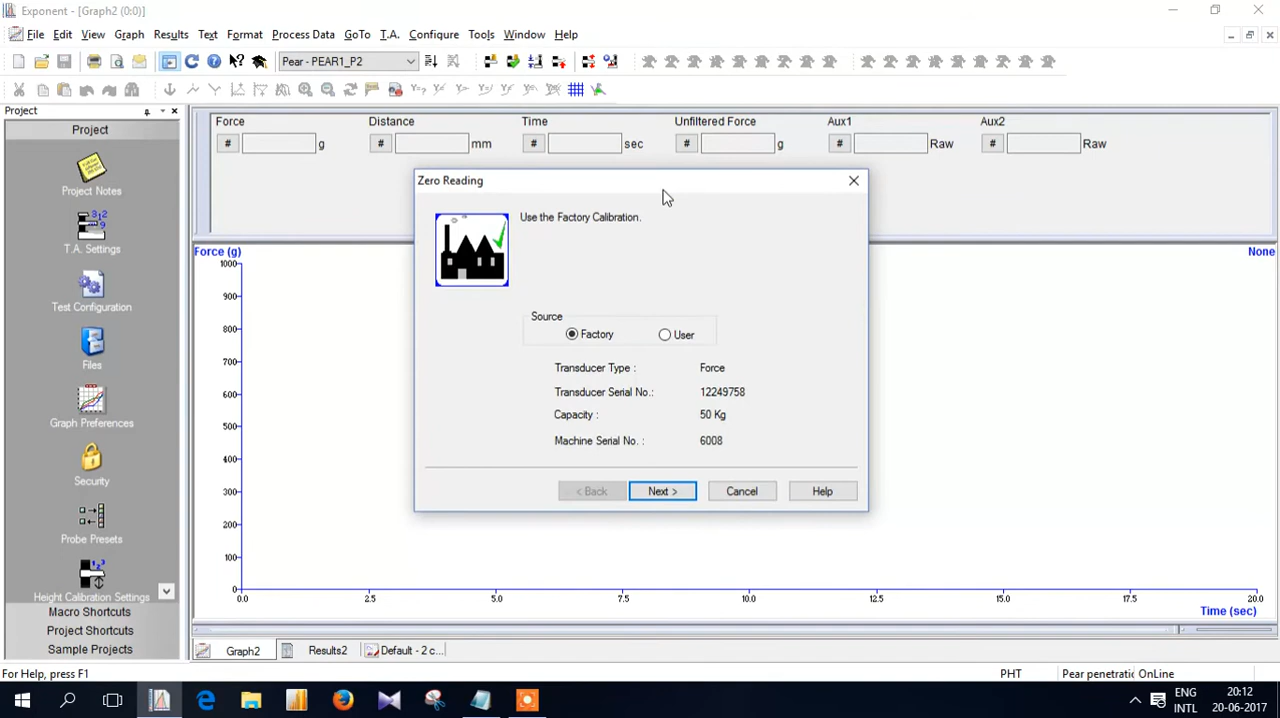 Exponent - [Graph2 (0:0)]
File Edit View Graph Results Text Format Process Data GoTo T.A. Configure Tools Window Help
Pear - PEAR1_P2
Project
Project
Project Notes
T.A. Settings
Test Configuration
Files
Graph Preferences
Security
Probe Presets
Height Calibration Settings
Macro Shortcuts
Project Shortcuts
Sample Projects
Force Distance Time Unfiltered Force Aux1 Aux2
# g # mm # sec # g # Raw # Raw
Zero Reading
Use the Factory Calibration.
Source
Factory User
Transducer Type : Force
Transducer Serial No.: 12249758
Capacity : 50 Kg
Machine Serial No. : 6008
< Back Next > Cancel Help
Force (g) None
1000
900
800
700
600
500
400
300
200
100
0
0.0 2.5 5.0 7.5 10.0 12.5 15.0 17.5 20.0
Time (sec)
Graph2 Results2 Default - 2 c...
For Help, press F1 PHT Pear penetratic OnLine
ENG 20:12
INTL 20-06-2017